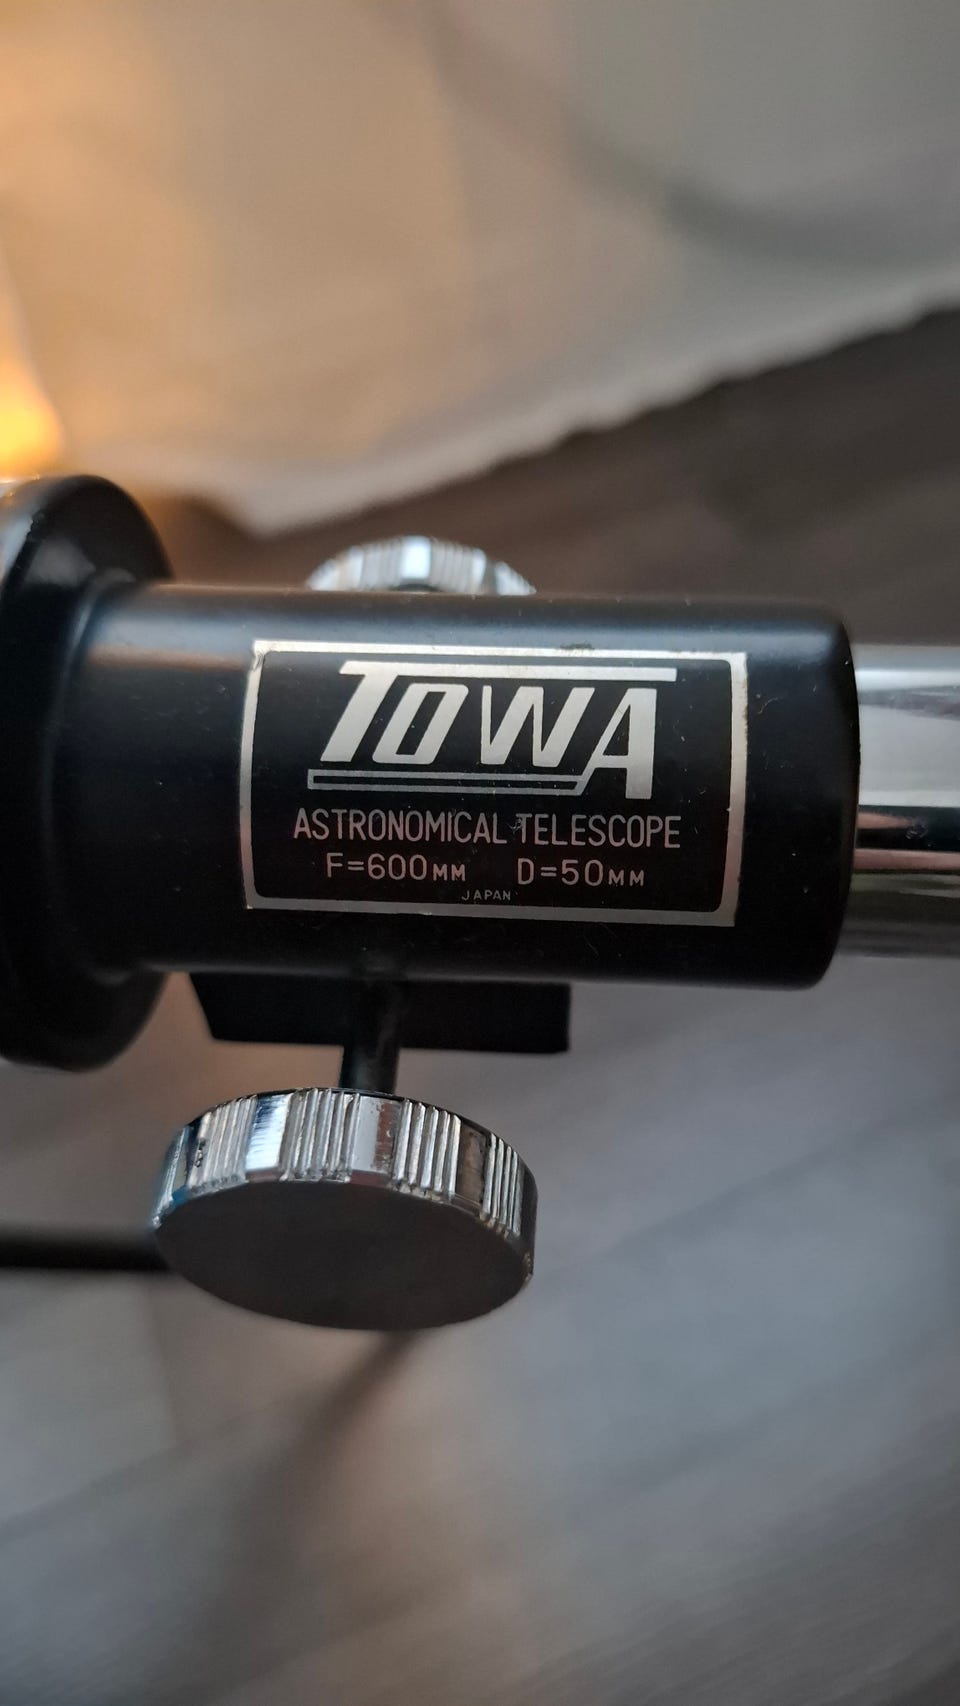 TOWA
ASTRONOMICAL TELESCOPE
F=600MM D=50MM
JAPAN